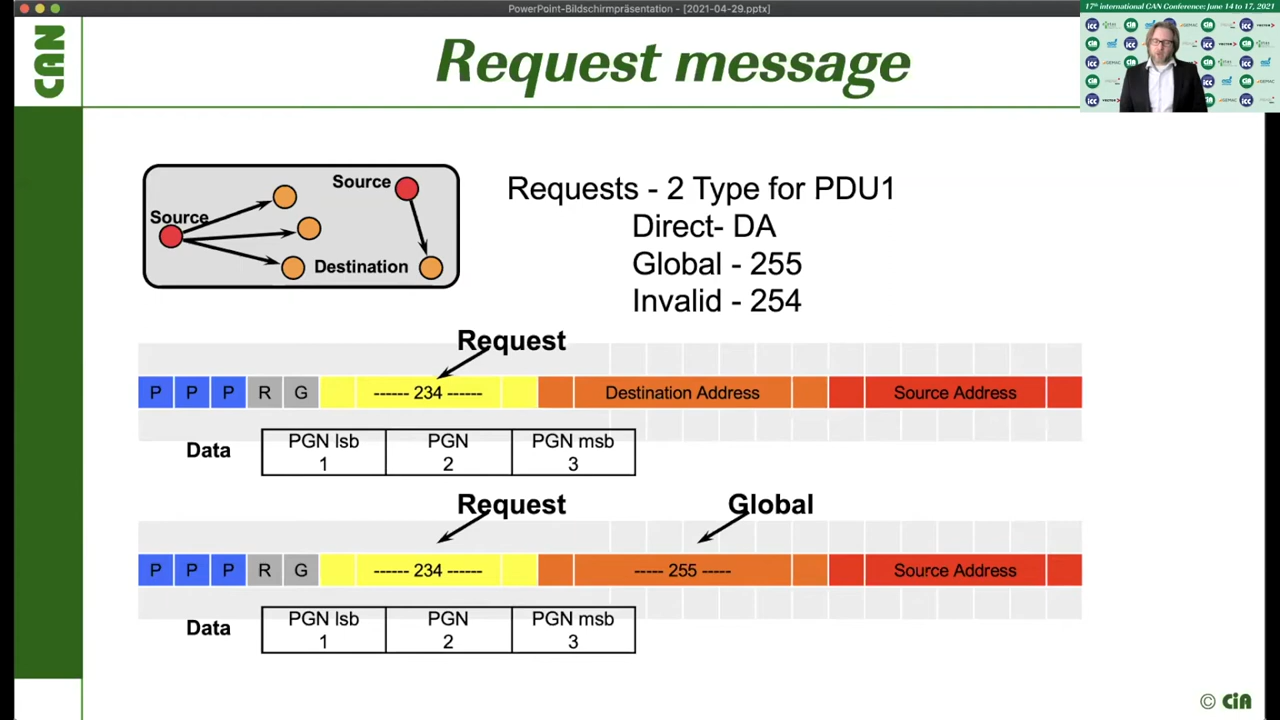 PowerPoint-Bildschirmpräsentation - [2021-04-29.pptx]
17th international CAN Conference: June 14 to 17, 2021
CAN
Request message
Source
Source
Destination
Requests - 2 Type for PDU1
Direct- DA
Global - 255
Invalid - 254
Request
P P P R G ------ 234 ------ Destination Address Source Address
Data
PGN lsb PGN PGN msb
1 2 3
Request Global
P P P R G ------ 234 ------ ----- 255 ----- Source Address
Data
PGN lsb PGN PGN msb
1 2 3
© CiA